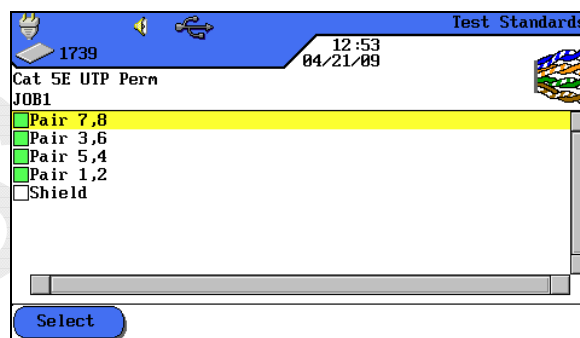 Test Standards
1739
12:53
04/21/09
Cat 5E UTP Perm
JOB1
Pair 7,8
Pair 3,6
Pair 5,4
Pair 1,2
Shield
Select